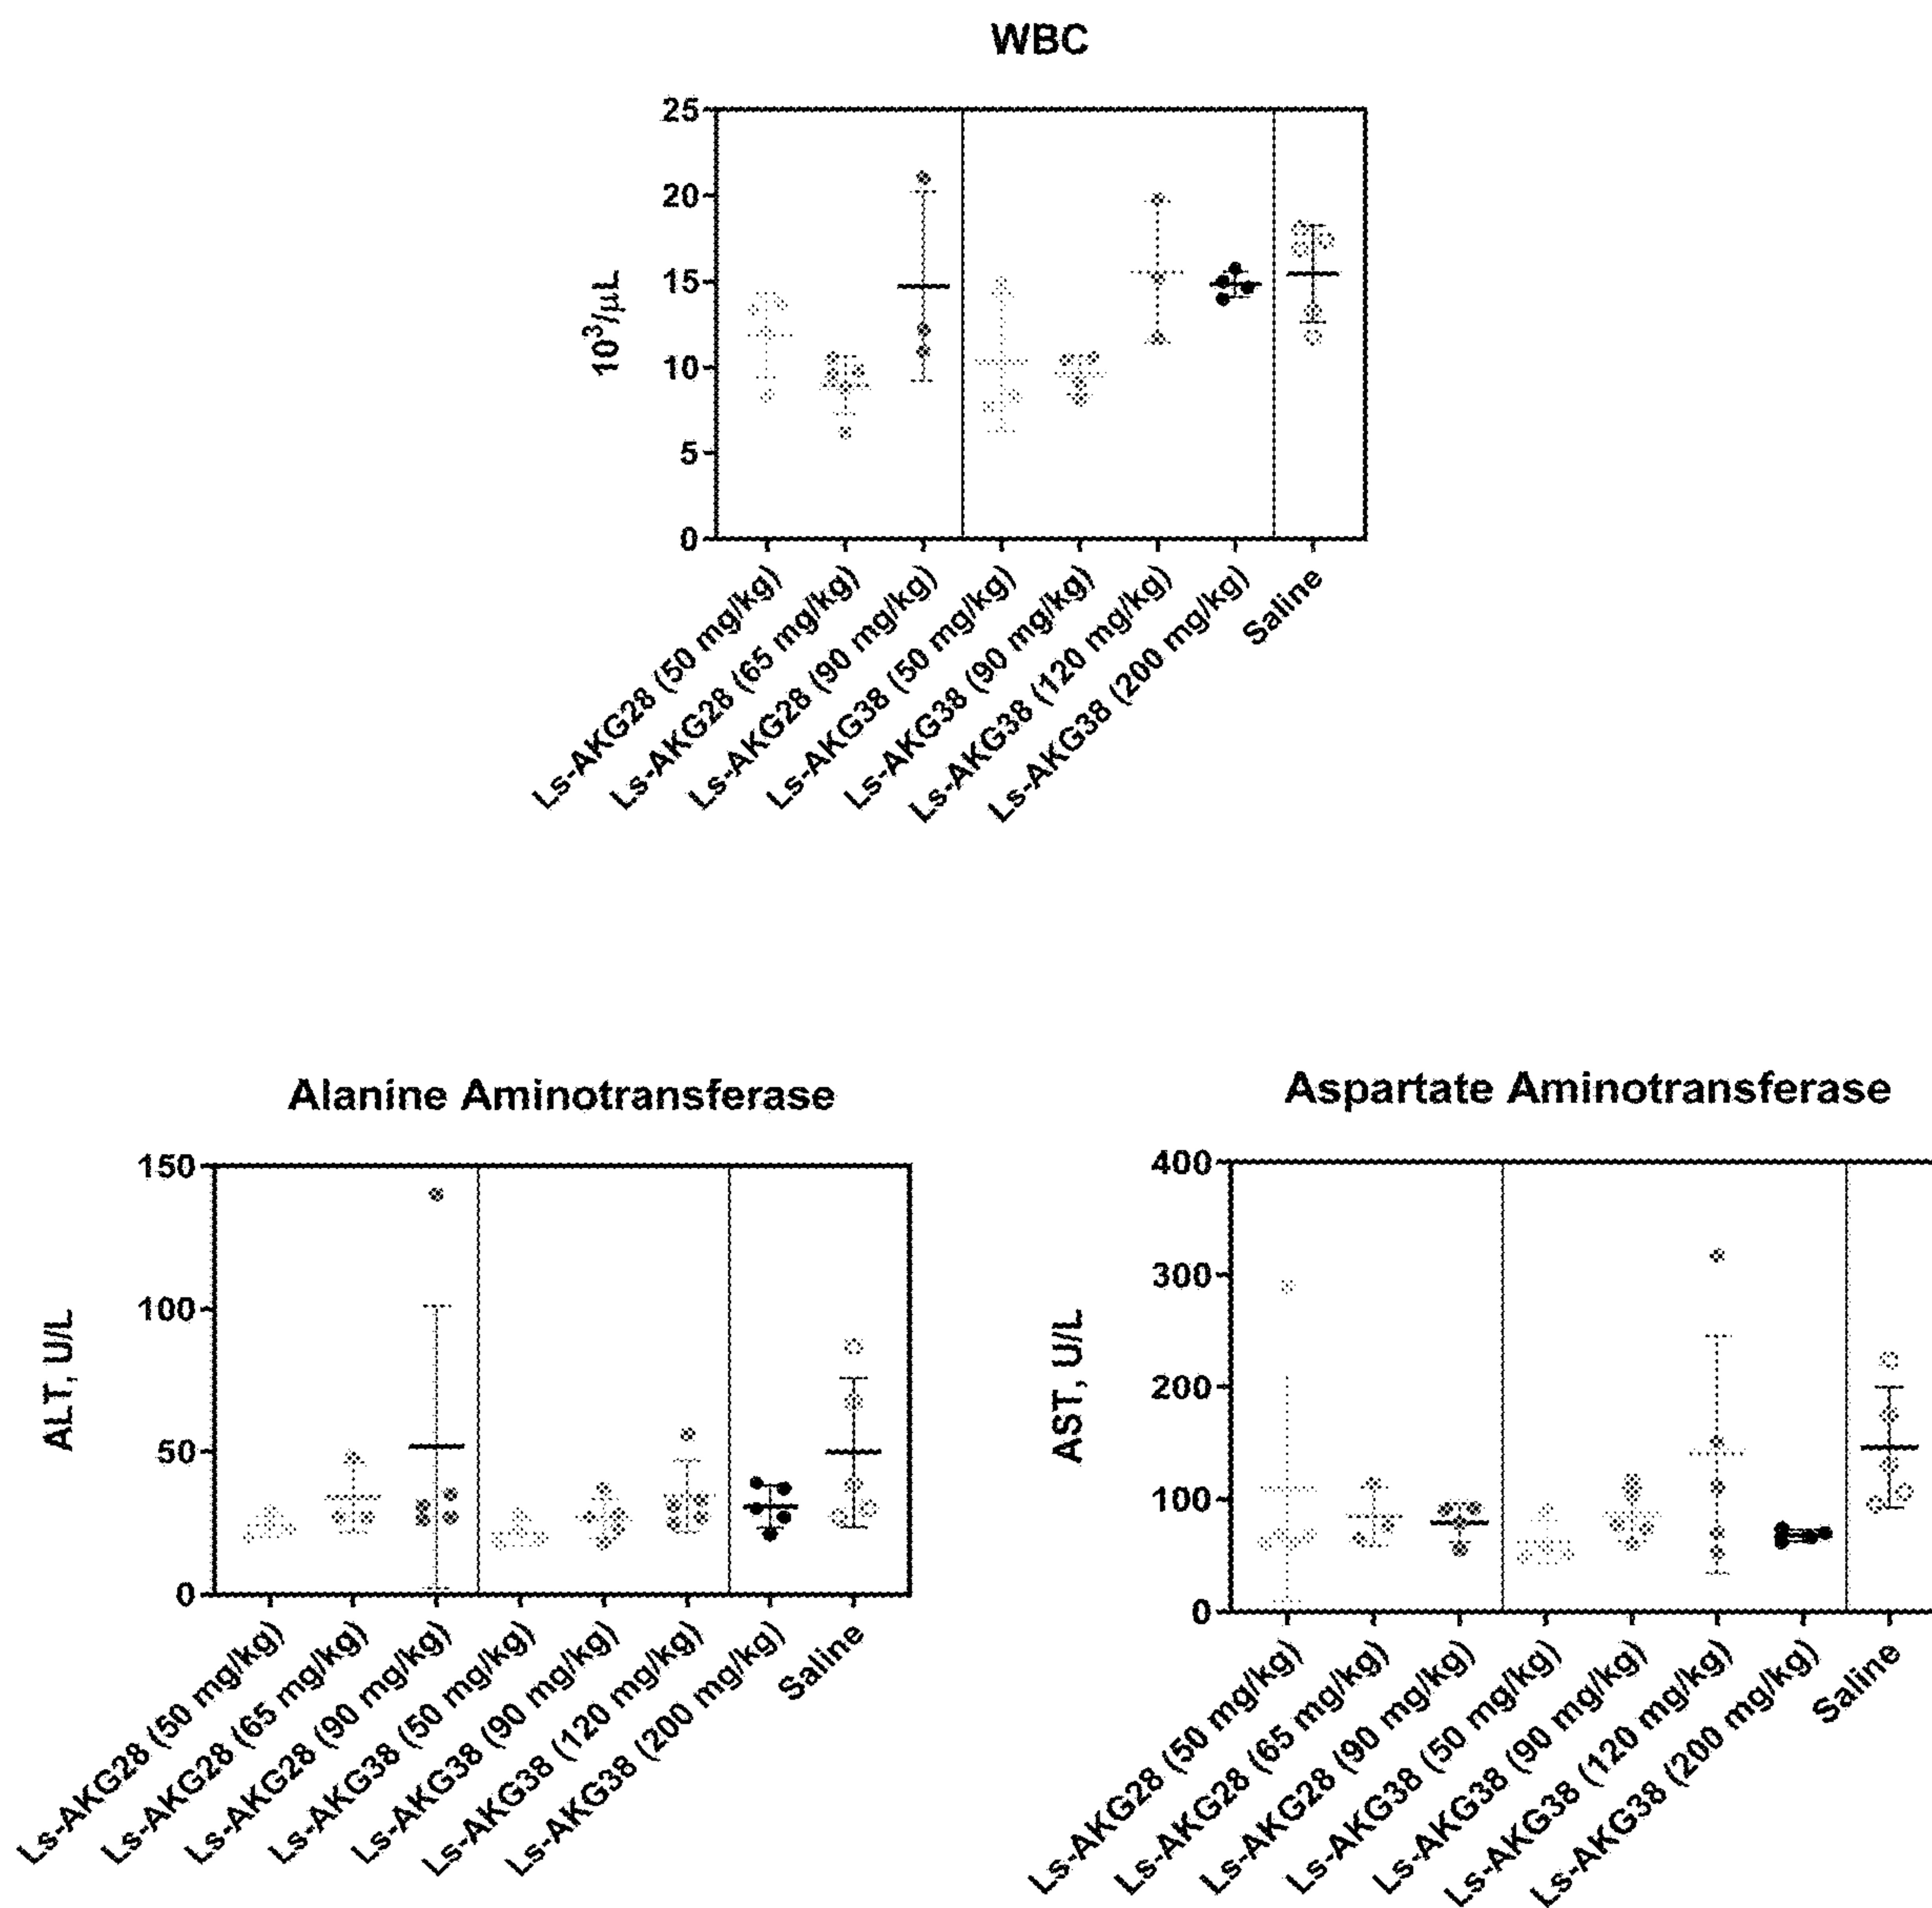 WBC
25
20
15
10
5
0
10³/μL
Ls-AKG28 (50 mg/kg)
Ls-AKG28 (65 mg/kg)
Ls-AKG28 (90 mg/kg)
Ls-AKG38 (50 mg/kg)
Ls-AKG38 (90 mg/kg)
Ls-AKG38 (120 mg/kg)
Ls-AKG38 (200 mg/kg)
Saline
Alanine Aminotransferase
150
100
50
0
ALT, U/L
Ls-AKG28 (50 mg/kg)
Ls-AKG28 (65 mg/kg)
Ls-AKG28 (90 mg/kg)
Ls-AKG38 (50 mg/kg)
Ls-AKG38 (90 mg/kg)
Ls-AKG38 (120 mg/kg)
Ls-AKG38 (200 mg/kg)
Saline
Aspartate Aminotransferase
400
300
200
100
0
AST, U/L
Ls-AKG28 (50 mg/kg)
Ls-AKG28 (65 mg/kg)
Ls-AKG28 (90 mg/kg)
Ls-AKG38 (50 mg/kg)
Ls-AKG38 (90 mg/kg)
Ls-AKG38 (120 mg/kg)
Ls-AKG38 (200 mg/kg)
Saline